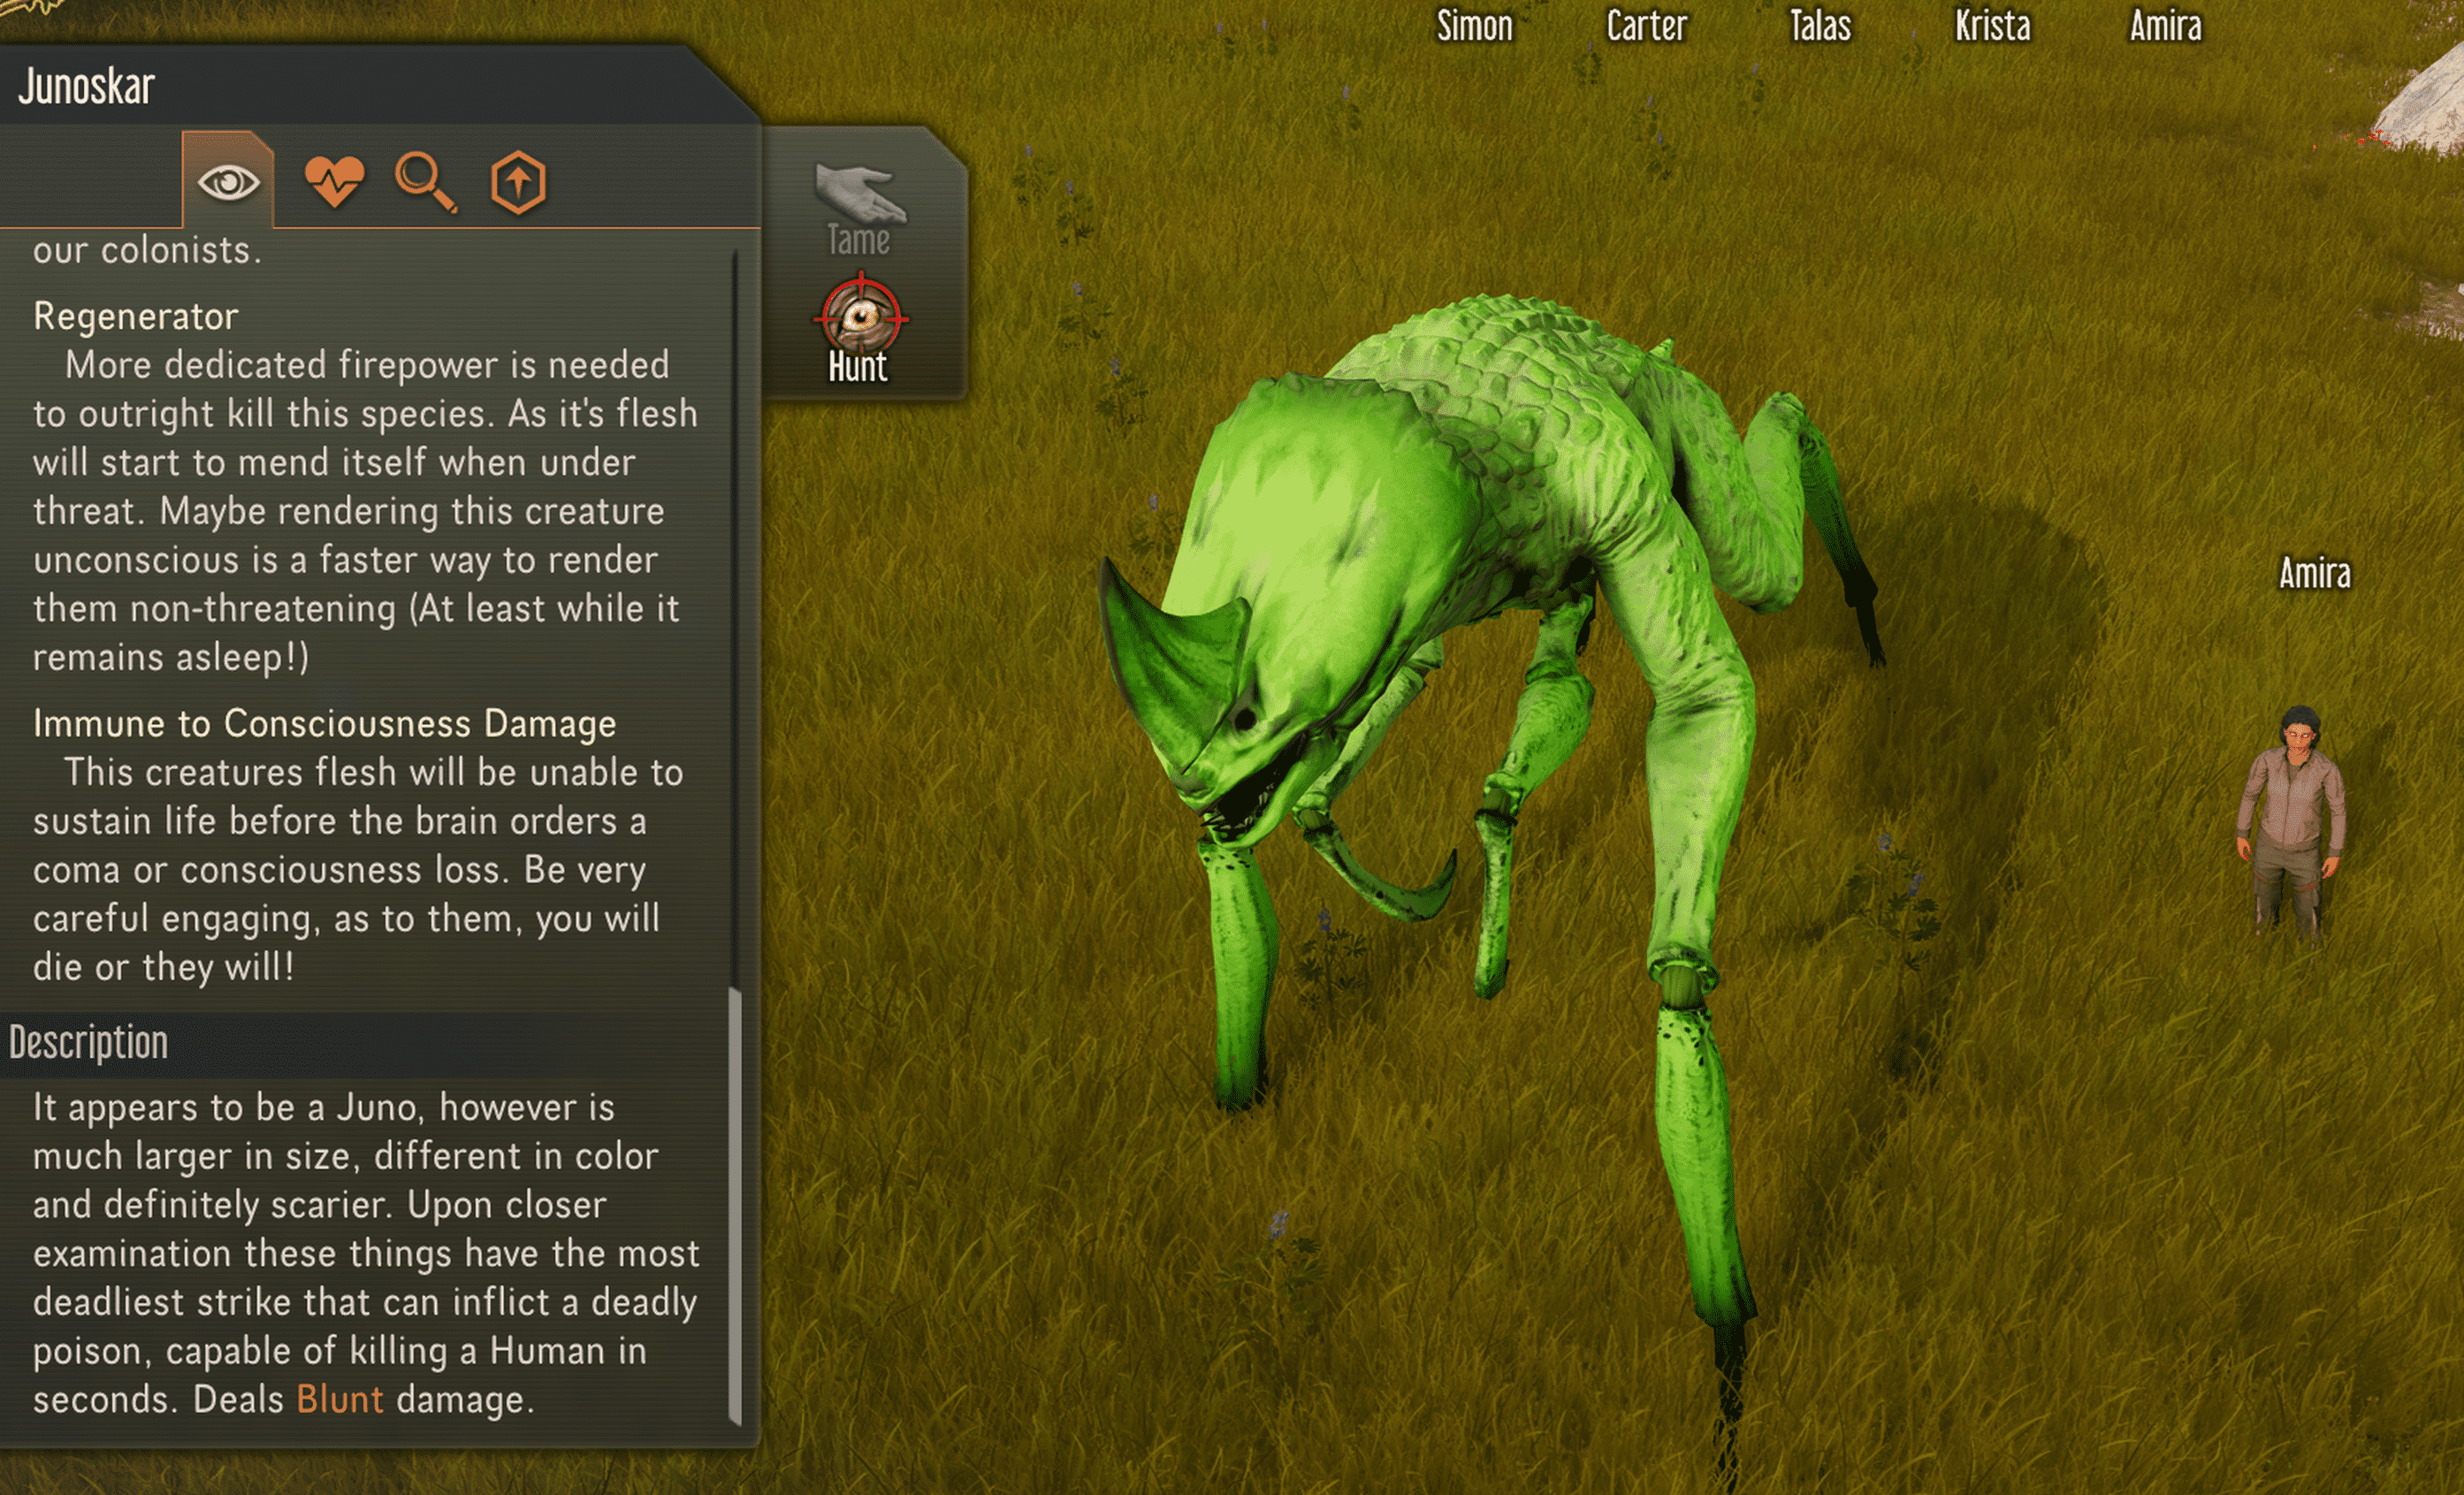 Simon Carter Talas Krista Amira
Junoskar
our colonists.
Regenerator
More dedicated firepower is needed
to outright kill this species. As it's flesh
will start to mend itself when under
threat. Maybe rendering this creature
unconscious is a faster way to render
them non-threatening (At least while it
remains asleep!)
Immune to Consciousness Damage
This creatures flesh will be unable to
sustain life before the brain orders a
coma or consciousness loss. Be very
careful engaging, as to them, you will
die or they will!
Description
It appears to be a Juno, however is
much larger in size, different in color
and definitely scarier. Upon closer
examination these things have the most
deadliest strike that can inflict a deadly
poison, capable of killing a Human in
seconds. Deals Blunt damage.
Tame
Hunt
Amira